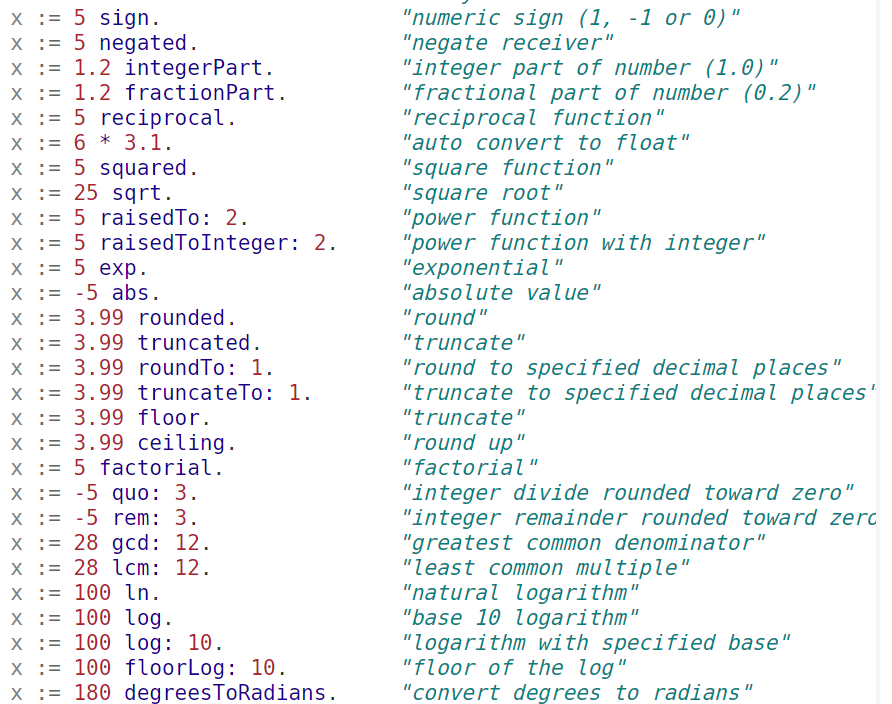 x := 5 sign. "numeric sign (1, -1 or 0)"
x := 5 negated. "negate receiver"
x := 1.2 integerPart. "integer part of number (1.0)"
x := 1.2 fractionPart. "fractional part of number (0.2)"
x := 5 reciprocal. "reciprocal function"
x := 6 * 3.1. "auto convert to float"
x := 5 squared. "square function"
x := 25 sqrt. "square root"
x := 5 raisedTo: 2. "power function"
x := 5 raisedToInteger: 2. "power function with integer"
x := 5 exp. "exponential"
x := -5 abs. "absolute value"
x := 3.99 rounded. "round"
x := 3.99 truncated. "truncate"
x := 3.99 roundTo: 1. "round to specified decimal places"
x := 3.99 truncateTo: 1. "truncate to specified decimal places"
x := 3.99 floor. "truncate"
x := 3.99 ceiling. "round up"
x := 5 factorial. "factorial"
x := -5 quo: 3. "integer divide rounded toward zero"
x := -5 rem: 3. "integer remainder rounded toward zero
x := 28 gcd: 12. "greatest common denominator"
x := 28 lcm: 12. "least common multiple"
x := 100 ln. "natural logarithm"
x := 100 log. "base 10 logarithm"
x := 100 log: 10. "logarithm with specified base"
x := 100 floorLog: 10. "floor of the log"
x := 180 degreesToRadians. "convert degrees to radians"